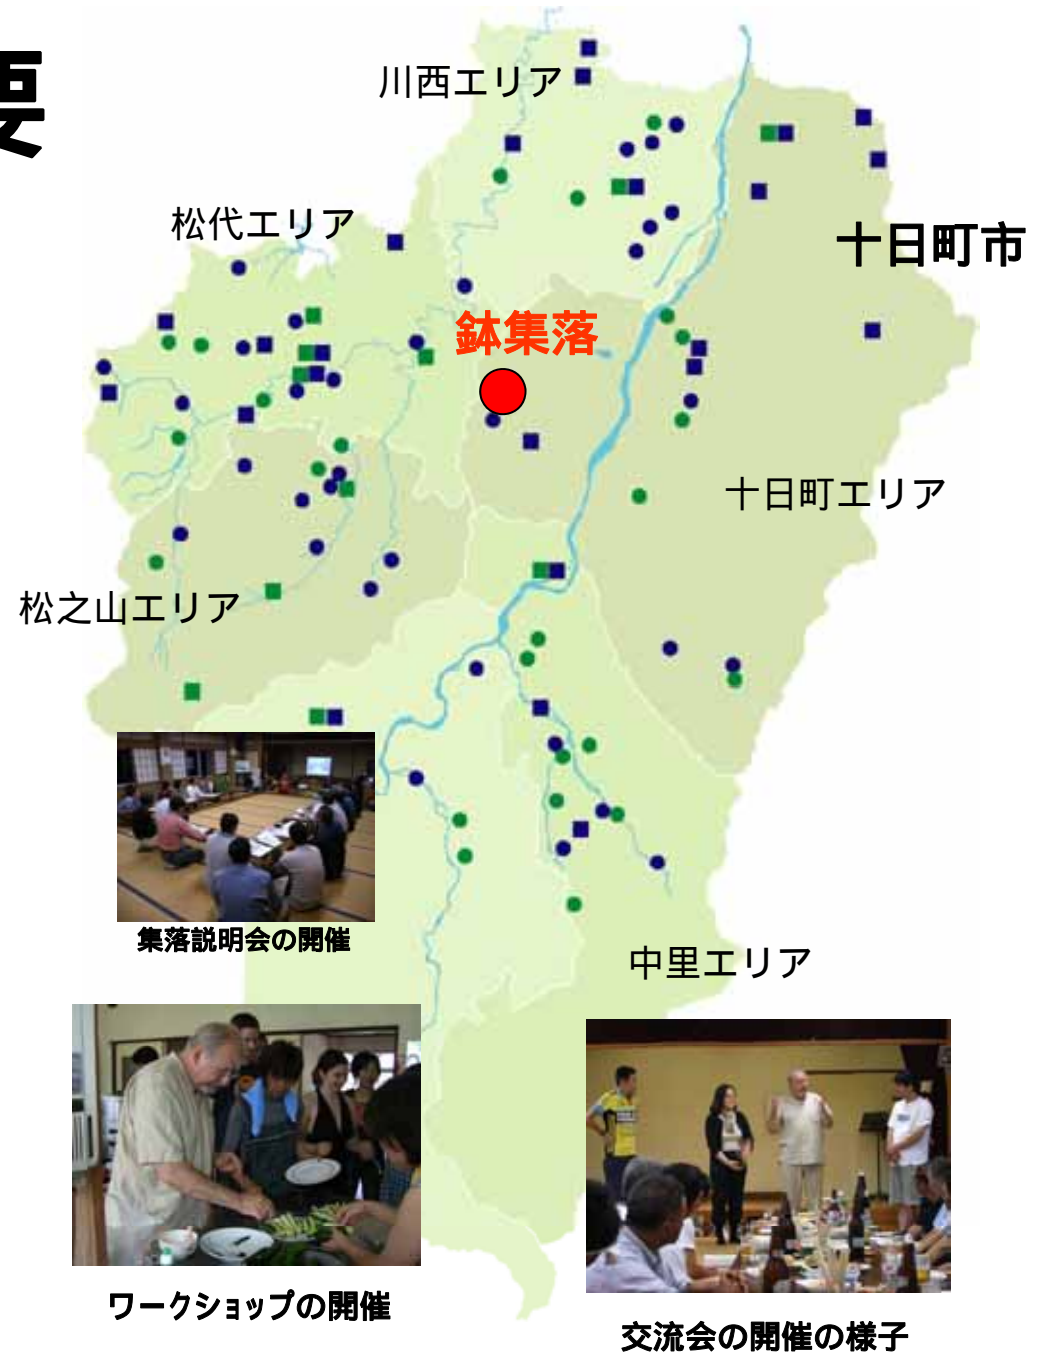 要
川西エリア
松代エリア
十日町市
鉢集落
十日町エリア
松之山エリア
集落説明会の開催
中里エリア
ワークショップの開催
交流会の開催の様子